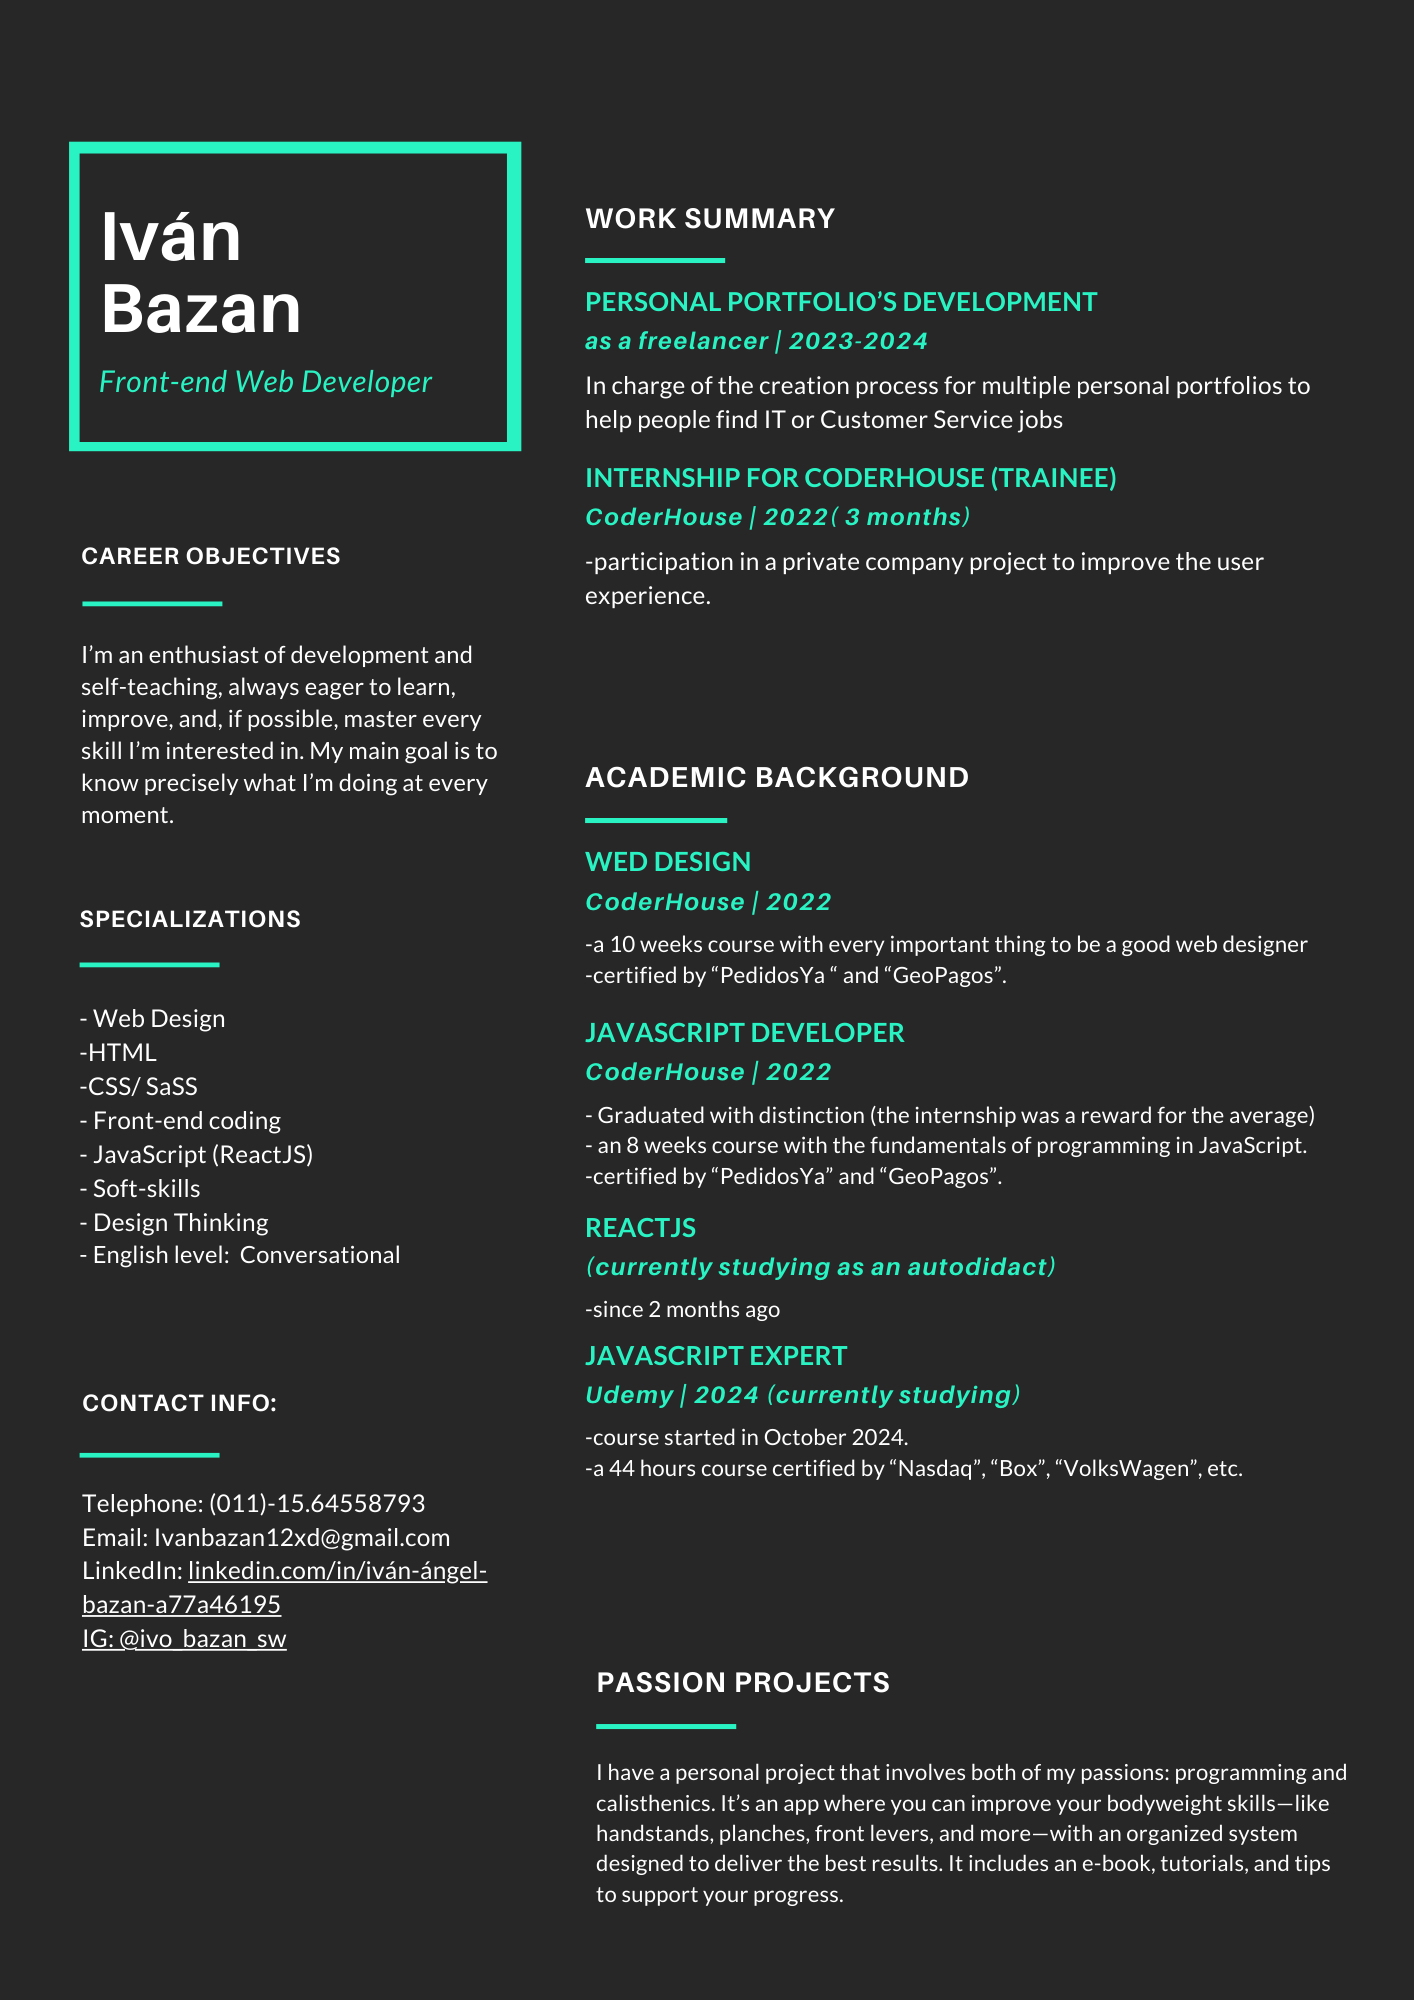 Iván
Bazan
Front-end Web Developer
CAREER OBJECTIVES
I’m an enthusiast of development and
self-teaching, always eager to learn,
improve, and, if possible, master every
skill I’m interested in. My main goal is to
know precisely what I’m doing at every
moment.
SPECIALIZATIONS
- Web Design
-HTML
-CSS/ SaSS
- Front-end coding
- JavaScript (ReactJS)
- Soft-skills
- Design Thinking
- English level:  Conversational
CONTACT INFO:
Telephone: (011)-15.64558793
Email: Ivanbazan12xd@gmail.com
LinkedIn: linkedin.com/in/iván-ángel-
bazan-a77a46195
IG: @ivo_bazan_sw
WORK SUMMARY
PERSONAL PORTFOLIO’S DEVELOPMENT
as a freelancer | 2023-2024
In charge of the creation process for multiple personal portfolios to
help people find IT or Customer Service jobs
INTERNSHIP FOR CODERHOUSE (TRAINEE)
CoderHouse | 2022( 3 months)
-participation in a private company project to improve the user
experience.
ACADEMIC BACKGROUND
WED DESIGN
CoderHouse | 2022
-a 10 weeks course with every important thing to be a good web designer
-certified by “PedidosYa “ and “GeoPagos”.
JAVASCRIPT DEVELOPER
CoderHouse | 2022
- Graduated with distinction (the internship was a reward for the average)
- an 8 weeks course with the fundamentals of programming in JavaScript.
-certified by “PedidosYa” and “GeoPagos”.
REACTJS
(currently studying as an autodidact)
-since 2 months ago
JAVASCRIPT EXPERT
Udemy | 2024 (currently studying)
-course started in October 2024.
-a 44 hours course certified by “Nasdaq”, “Box”, “VolksWagen”, etc.
PASSION PROJECTS
I have a personal project that involves both of my passions: programming and
calisthenics. It’s an app where you can improve your bodyweight skills—like
handstands, planches, front levers, and more—with an organized system
designed to deliver the best results. It includes an e-book, tutorials, and tips
to support your progress.